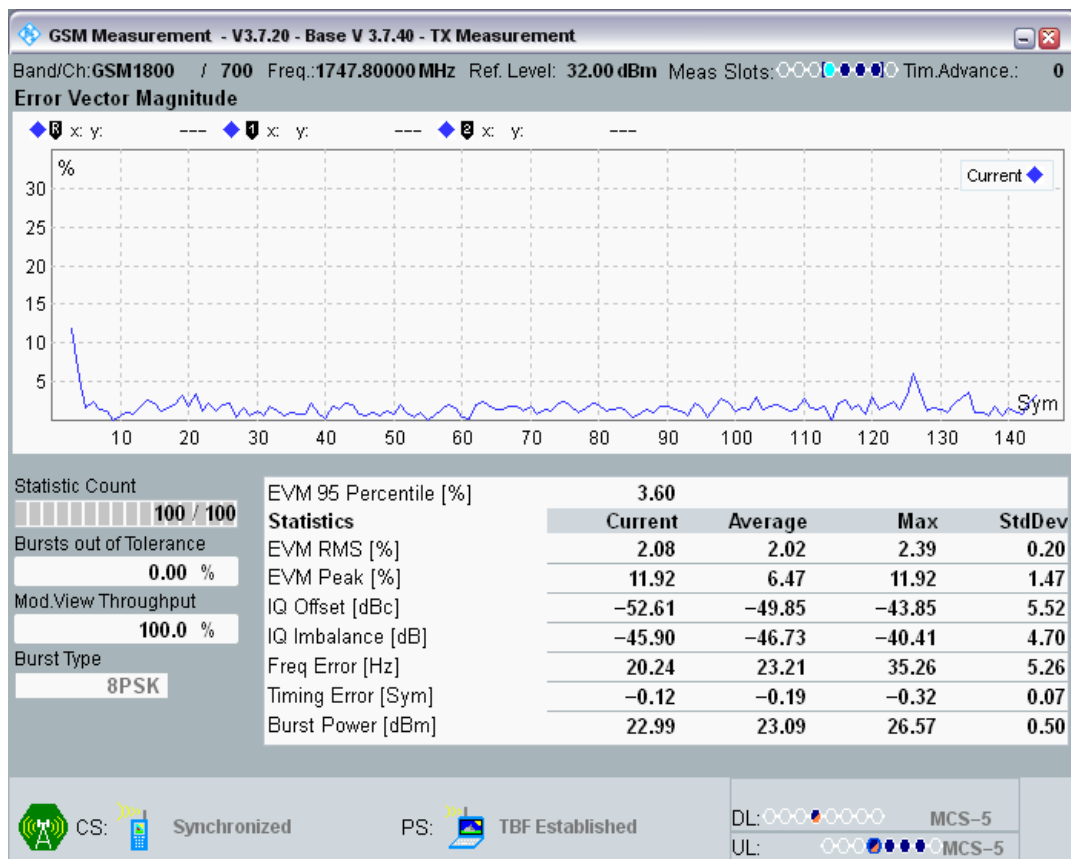 GSM Measurement - V3.7.20 - Base V 3.7.40 - TX Measurement
Band/Ch:GSM1800 / 700 Freq.:1747.80000 MHz Ref. Level: 32.00 dBm Meas Slots: Tim.Advance.: 0
Error Vector Magnitude
R x: y: --- 1 x: y: --- 2 x: y: ---
%
Current
30
25
20
15
10
5
Sym
10 20 30 40 50 60 70 80 90 100 110 120 130 140
Statistic Count
100 / 100
Bursts out of Tolerance
0.00 %
Mod.View Throughput
100.0 %
Burst Type
8PSK
EVM 95 Percentile [%] 3.60
Statistics Current Average Max StdDev
EVM RMS [%] 2.08 2.02 2.39 0.20
EVM Peak [%] 11.92 6.47 11.92 1.47
IQ Offset [dBc] −52.61 −49.85 −43.85 5.52
IQ Imbalance [dB] −45.90 −46.73 −40.41 4.70
Freq Error [Hz] 20.24 23.21 35.26 5.26
Timing Error [Sym] −0.12 −0.19 −0.32 0.07
Burst Power [dBm] 22.99 23.09 26.57 0.50
CS: Synchronized PS: TBF Established
DL: MCS−5
UL: MCS−5